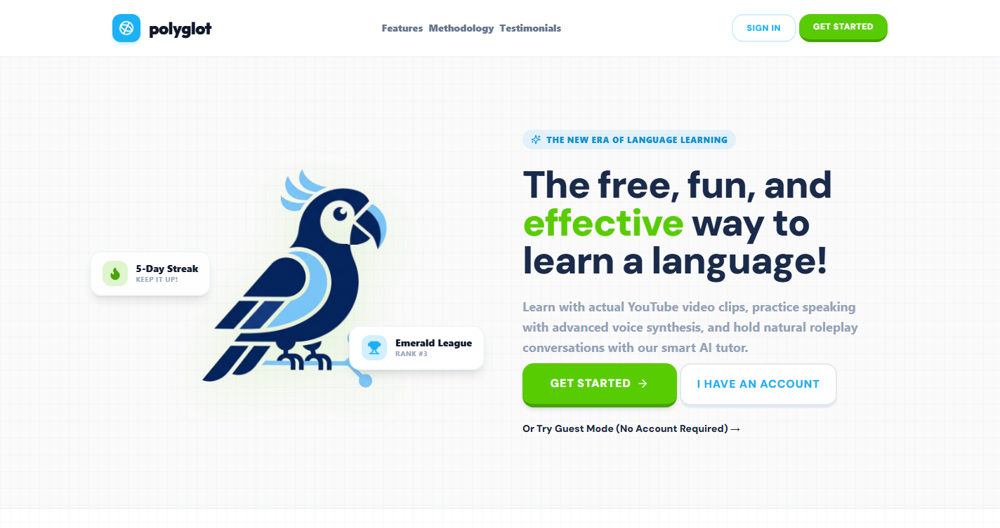 polyglot
Features Methodology Testimonials
SIGN IN
GET STARTED
5-Day Streak
KEEP IT UP!
Emerald League
RANK #3
THE NEW ERA OF LANGUAGE LEARNING
The free, fun, and
effective way to
learn a language!
Learn with actual YouTube video clips, practice speaking
with advanced voice synthesis, and hold natural roleplay
conversations with our smart AI tutor.
GET STARTED →
I HAVE AN ACCOUNT
Or Try Guest Mode (No Account Required) →